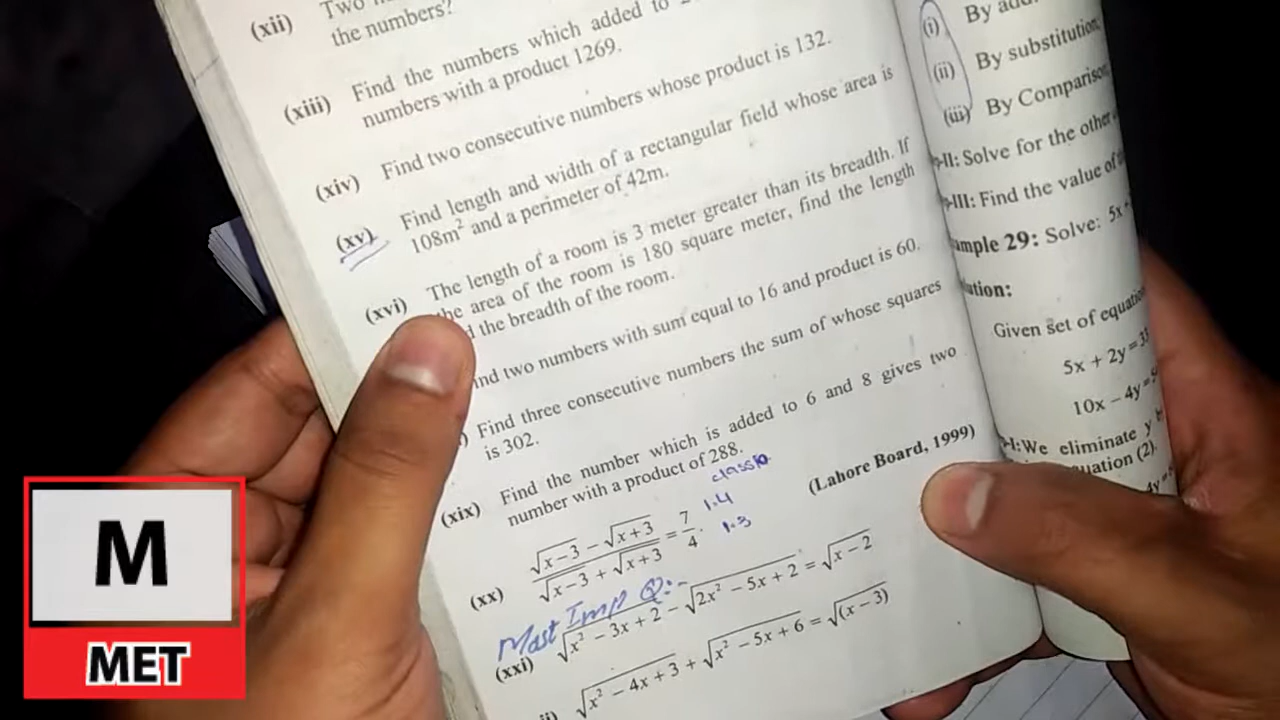 (xii) Two
the numbers?
(xiii) Find the numbers which added to
numbers with a product 1269.
(xiv) Find two consecutive numbers whose product is 132.
(xv) Find length and width of a rectangular field whose area is
108m² and a perimeter of 42m.
(xvi) The length of a room is 3 meter greater than its breadth. If
the area of the room is 180 square meter, find the length
the breadth of the room.
two numbers with sum equal to 16 and product is 60.
Find three consecutive numbers the sum of whose squares
is 302.
(xix) Find the number which is added to 6 and 8 gives two
number with a product of 288.
class 10
(Lahore Board, 1999)
(xx) (√(x-3) - √(x+3)) / (√(x-3) + √(x+3)) = 7/4.
1.4
1.3
Mast Imp Q:-
(xxi) √(x² - 3x + 2) - √(2x² - 5x + 2) = √(x - 2)
√(x² - 4x + 3) + √(x² - 5x + 6) = √(x - 3)
(i) By
(ii) By substitution
(iii) By Comparison
II: Solve for the other
III: Find the value of
29: Solve: 5x
Given set of
5x + 2y = 3
10x - 4y =
We eliminate y
(2).
M
MET